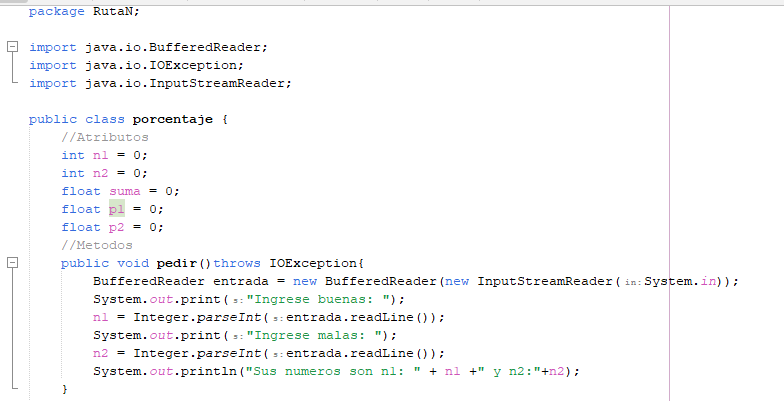 package RutaN;
import java.io.BufferedReader;
import java.io.IOException;
import java.io.InputStreamReader;
public class porcentaje {
//Atributos
int n1 = 0;
int n2 = 0;
float suma = 0;
float p1 = 0;
float p2 = 0;
//Metodos
public void pedir()throws IOException{
BufferedReader entrada = new BufferedReader(new InputStreamReader( in: System.in));
System.out.print( s: "Ingrese buenas: ");
n1 = Integer.parseInt( s: entrada.readLine());
System.out.print( s: "Ingrese malas: ");
n2 = Integer.parseInt( s: entrada.readLine());
System.out.println("Sus numeros son n1: " + n1 +" y n2:"+n2);
}